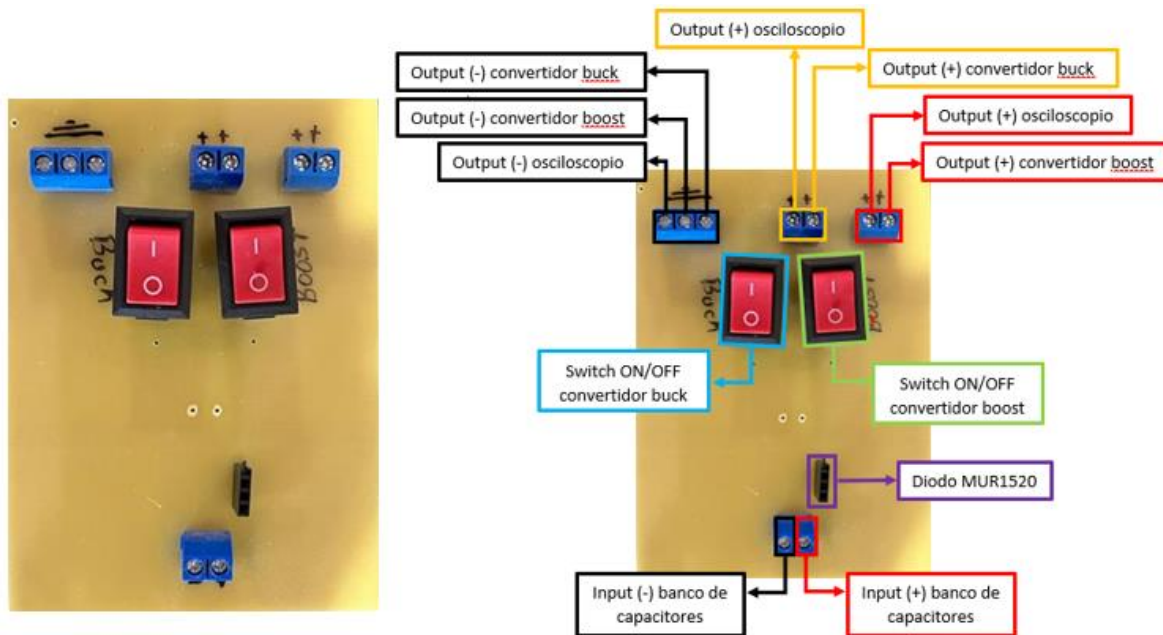 Output (+) osciloscopio
Output (-) convertidor buck
Output (+) convertidor buck
Output (-) convertidor boost
Output (+) osciloscopio
Output (-) osciloscopio
Output (+) convertidor boost
+ +
+ +
+ +
+ +
I
I
O
O
Buck
BOOST
I
I
O
O
Buck
BOOST
Switch ON/OFF
convertidor buck
Switch ON/OFF
convertidor boost
Diodo MUR1520
Input (-) banco de
capacitores
Input (+) banco de
capacitores